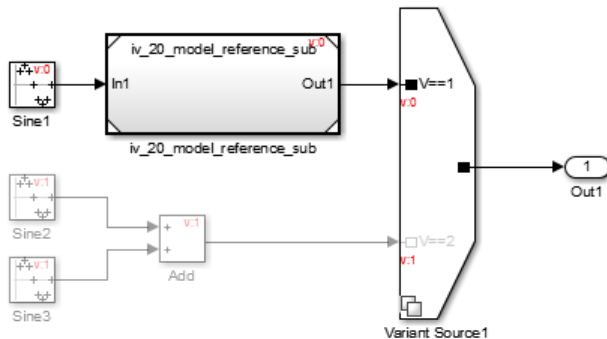 iv_20_model_reference_sub
v:0
v:0
In1
Out1
V==1
v:0
Sine1
iv_20_model_reference_sub
1
Out1
v:1
Sine2
v:1
Add
V==2
v:1
v:1
Sine3
Variant Source1